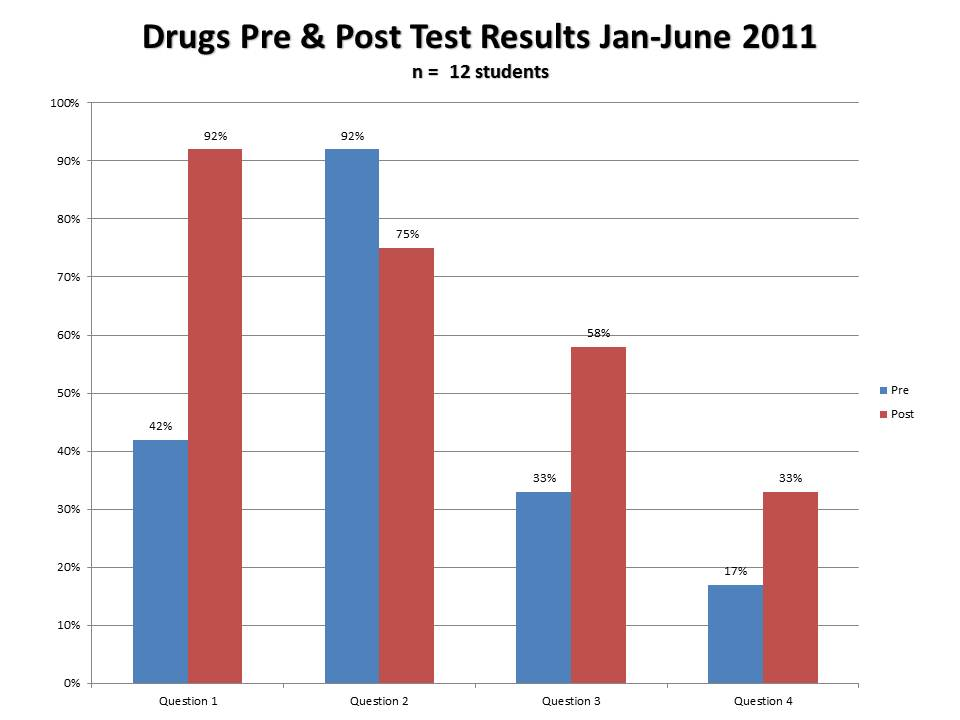 Drugs Pre & Post Test Results Jan-June 2011
n = 12 students
100%
90%
80%
70%
60%
50%
40%
30%
20%
10%
0%
42%
92%
92%
75%
33%
58%
17%
33%
Question 1
Question 2
Question 3
Question 4
Pre
Post